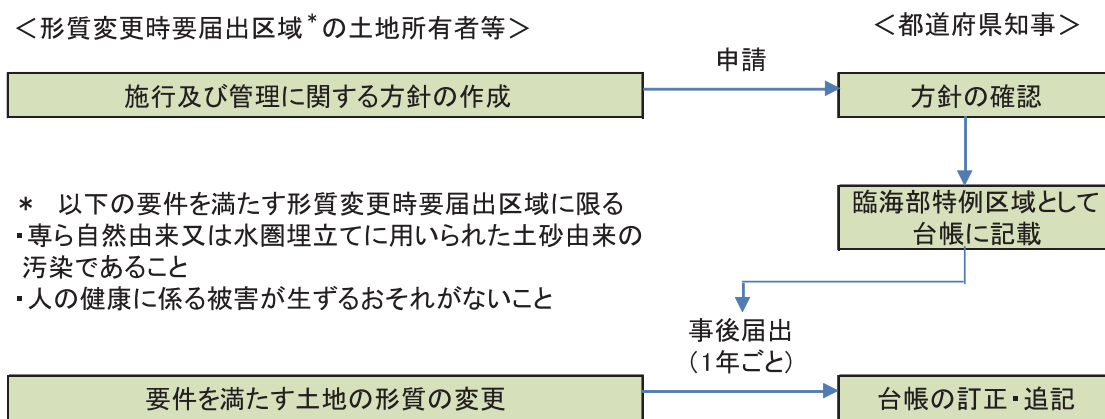 ＜形質変更時要届出区域*の土地所有者等＞
＜都道府県知事＞
申請
施行及び管理に関する方針の作成
方針の確認
* 以下の要件を満たす形質変更時要届出区域に限る
・専ら自然由来又は水圏埋立てに用いられた土砂由来の
汚染であること
・人の健康に係る被害が生ずるおそれがないこと
臨海部特例区域として
台帳に記載
事後届出
(1年ごと)
要件を満たす土地の形質の変更
台帳の訂正・追記